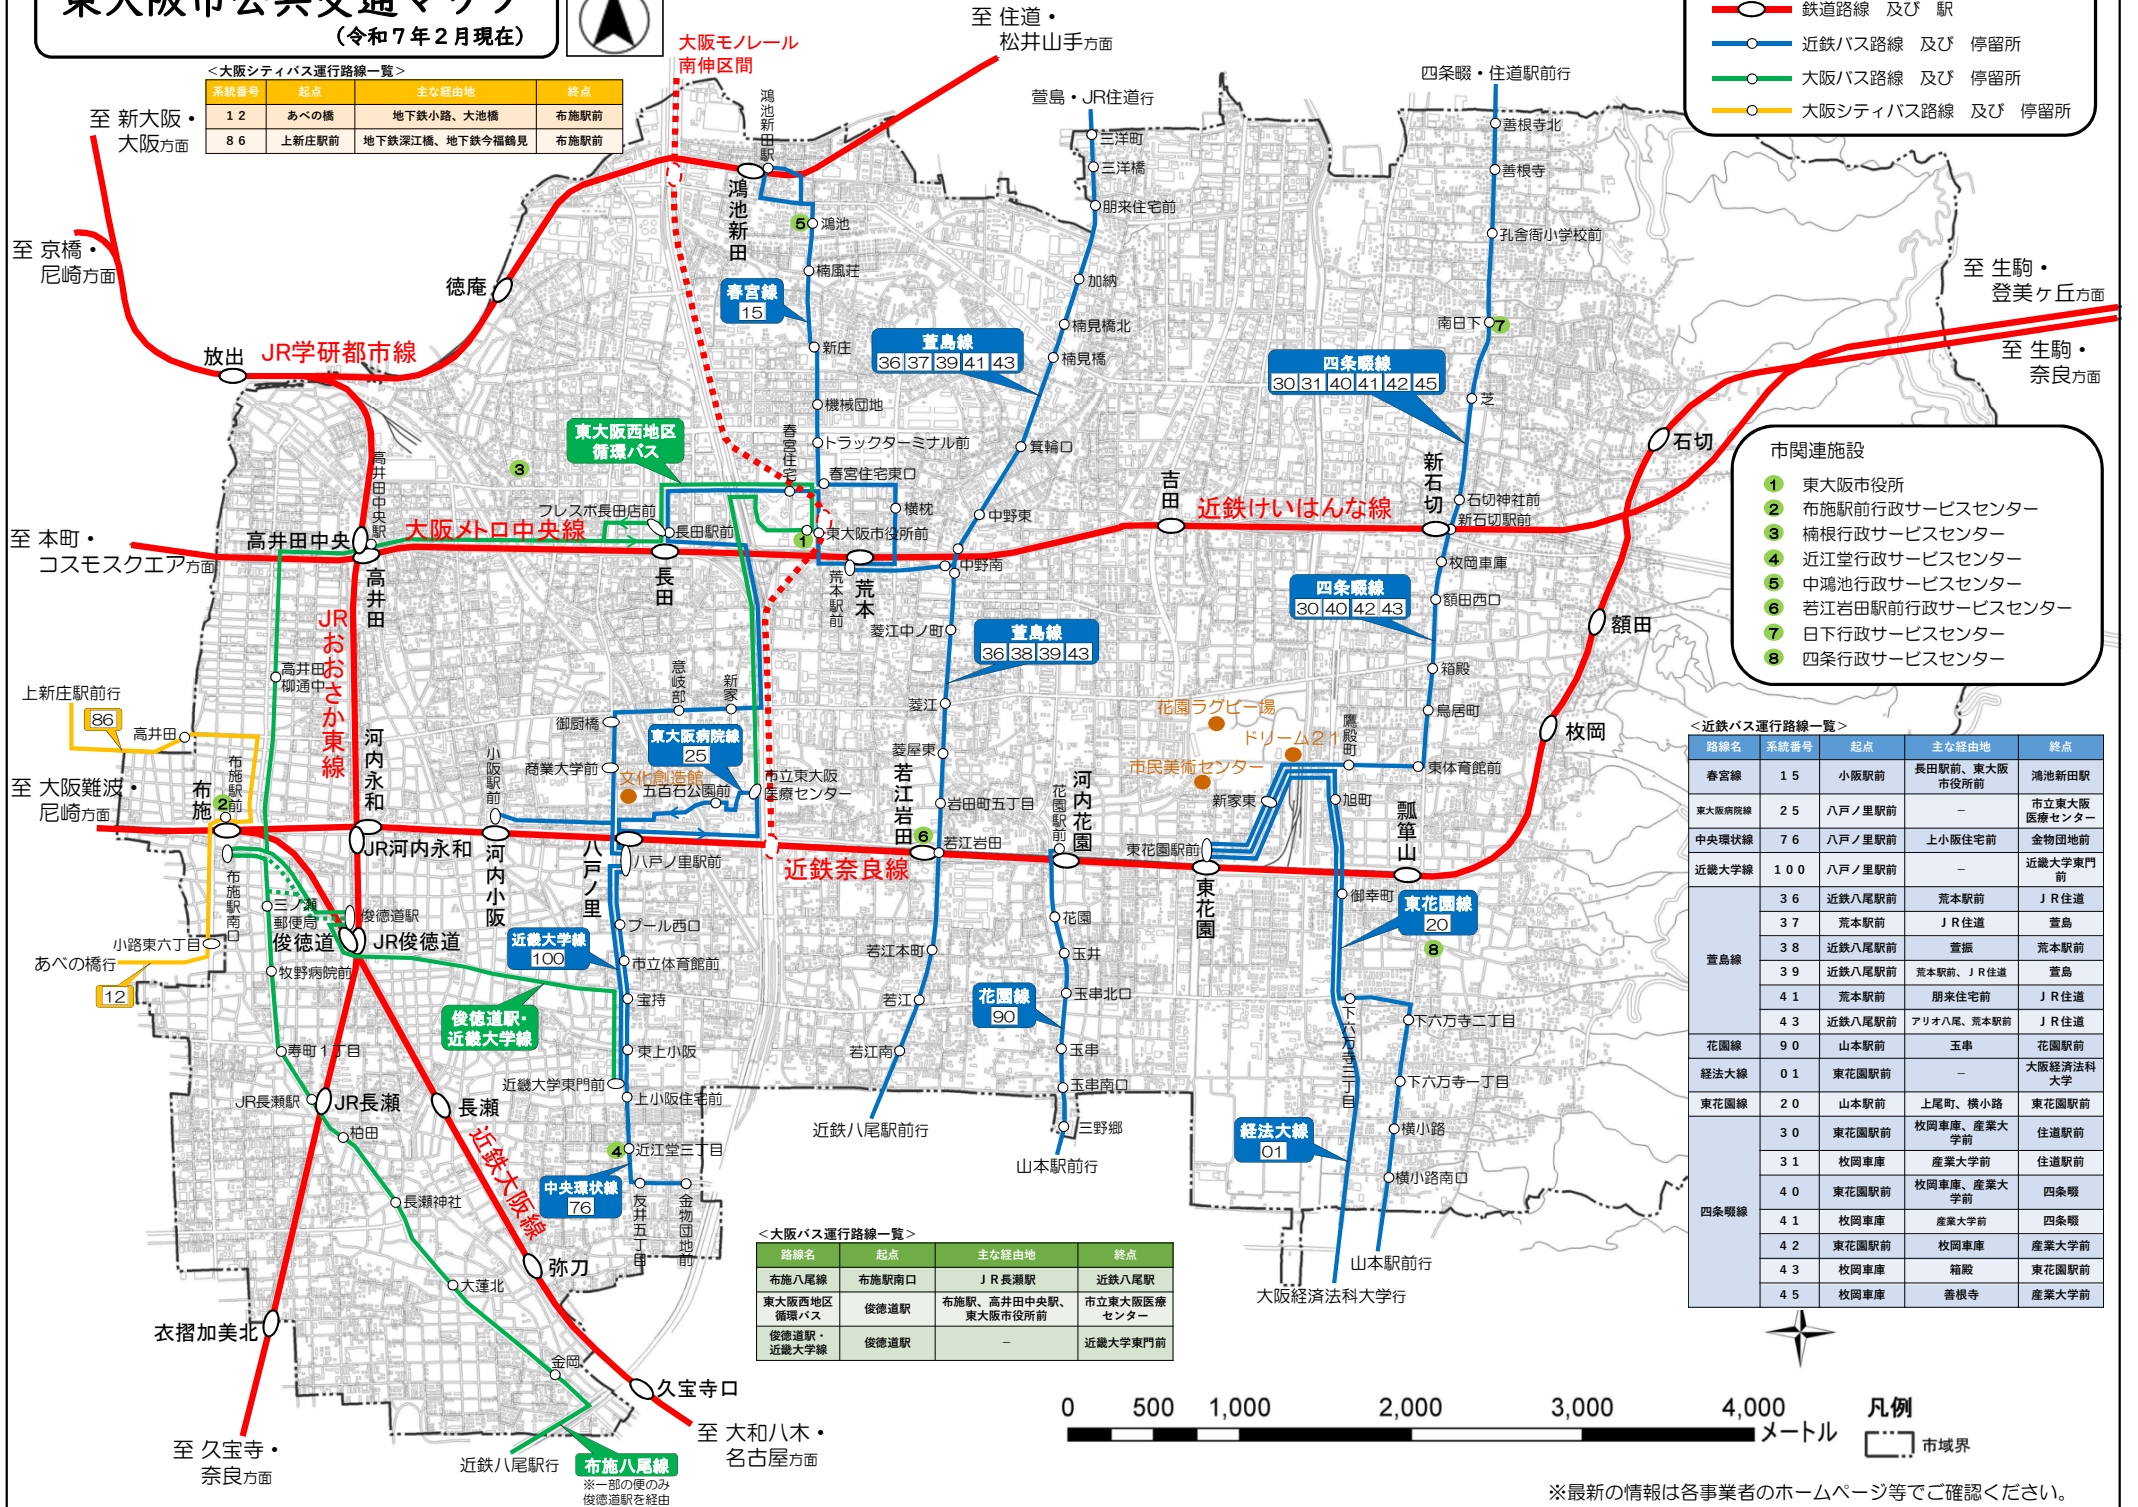 東大阪市公共交通マップ
(令和7年2月現在)
鉄道路線 及び 駅
近鉄バス路線 及び 停留所
大阪バス路線 及び 停留所
大阪シティバス路線 及び 停留所
<大阪シティバス運行路線一覧>
系統番号 起点 主な経由地 終点
12 あべの橋 地下鉄小路、大池橋 布施駅前
86 上新庄駅前 地下鉄深江橋、地下鉄今福鶴見 布施駅前
至 新大阪・
大阪方面
至 京橋・
尼崎方面
至 本町・
コスモスクエア方面
至 大阪難波・
尼崎方面
至 住道・
松井山手方面
至 生駒・
登美ヶ丘方面
至 生駒・
奈良方面
至 久宝寺・
奈良方面
至 大和八木・
名古屋方面
大阪モノレール
南伸区間
JR学研都市線
大阪メトロ中央線
近鉄けいはんな線
JRおおさか東線
近鉄奈良線
近鉄大阪線
放出
徳庵
鴻池新田
高井田中央
高井田
長田
荒本
吉田
新石切
石切
額田
枚岡
瓢箪山
東花園
河内花園
若江岩田
八戸ノ里
河内小阪
河内永和
JR河内永和
布施
俊徳道
JR俊徳道
長瀬
JR長瀬
弥刀
久宝寺口
衣摺加美北
鴻池新田駅
5
鴻池
楠風荘
春宮線
15
新庄
機械団地
トラックターミナル前
春宮住宅
春宮住宅東口
横枕
1
東大阪市役所前
荒本駅前
中野南
萱島・JR住道行
三洋町
三洋橋
朋来住宅前
加納
楠見橋北
楠見橋
萱島線
36 37 39 41 43
箕輪口
中野東
菱江中ノ町
萱島線
36 38 39 43
菱江
菱屋東
岩田町五丁目
6
若江岩田
若江本町
若江
若江南
近鉄八尾駅前行
四条畷・住道駅前行
善根寺北
善根寺
孔舎衙小学校前
南日下
7
四条畷線
30 31 40 41 42 45
芝
石切神社前
新石切駅前
枚岡車庫
四条畷線
30 40 42 43
額田西口
箱殿
鳥居町
鷹殿町
東体育館前
新家東
旭町
東花園駅前
御幸町
東花園線
20
8
下六万寺三丁目
下六万寺二丁目
下六万寺一丁目
横小路
横小路南口
経法大線
01
山本駅前行
大阪経済法科大学行
花園ラグビー場
ドリーム21
市民美術センター
花園駅前
花園
玉井
玉串北口
花園線
90
玉串
玉串南口
三野郷
山本駅前行
東大阪西地区
循環バス
3
フレスポ長田店前
長田駅前
高井田中央駅
高井田
柳通中
意岐部
新家
御厨橋
商業大学前
東大阪病院線
25
文化創造館
五百石公園前
市立東大阪
医療センター
小阪駅前
八戸ノ里駅前
プール西口
近畿大学線
100
市立体育館前
宝持
東上小阪
近畿大学東門前
上小阪住宅前
4
近江堂三丁目
中央環状線
76
友井五丁目
金物団地前
上新庄駅前行
86
高井田
布施駅前
2
布施駅南口
三ノ瀬
郵便局
俊徳道駅
小路東六丁目
あべの橋行
12
牧野病院前
俊徳道駅・
近畿大学線
寿町1丁目
JR長瀬駅
柏田
長瀬神社
大蓮北
金岡
近鉄八尾駅行
布施八尾線
※一部の便のみ
俊徳道駅を経由
市関連施設
1 東大阪市役所
2 布施駅前行政サービスセンター
3 楠根行政サービスセンター
4 近江堂行政サービスセンター
5 中鴻池行政サービスセンター
6 若江岩田駅前行政サービスセンター
7 日下行政サービスセンター
8 四条行政サービスセンター
<近鉄バス運行路線一覧>
路線名 系統番号 起点 主な経由地 終点
春宮線 15 小阪駅前 長田駅前、東大阪市役所前 鴻池新田駅
東大阪病院線 25 八戸ノ里駅前 － 市立東大阪医療センター
中央環状線 76 八戸ノ里駅前 上小阪住宅前 金物団地前
近畿大学線 100 八戸ノ里駅前 － 近畿大学東門前
萱島線 36 近鉄八尾駅前 荒本駅前 JR住道
37 荒本駅前 JR住道 萱島
38 近鉄八尾駅前 萱振 荒本駅前
39 近鉄八尾駅前 荒本駅前、JR住道 萱島
41 荒本駅前 朋来住宅前 JR住道
43 近鉄八尾駅前 アリオ八尾、荒本駅前 JR住道
花園線 90 山本駅前 玉串 花園駅前
経法大線 01 東花園駅前 － 大阪経済法科大学
東花園線 20 山本駅前 上尾町、横小路 東花園駅前
四条畷線 30 東花園駅前 枚岡車庫、産業大学前 住道駅前
31 枚岡車庫 産業大学前 住道駅前
40 東花園駅前 枚岡車庫、産業大学前 四条畷
41 枚岡車庫 産業大学前 四条畷
42 東花園駅前 枚岡車庫 産業大学前
43 枚岡車庫 箱殿 東花園駅前
45 枚岡車庫 善根寺 産業大学前
<大阪バス運行路線一覧>
路線名 起点 主な経由地 終点
布施八尾線 布施駅南口 JR長瀬駅 近鉄八尾駅
東大阪西地区循環バス 俊徳道駅 布施駅、高井田中央駅、東大阪市役所前 市立東大阪医療センター
俊徳道駅・近畿大学線 俊徳道駅 － 近畿大学東門前
0 500 1,000 2,000 3,000 4,000
メートル
凡例
市域界
※最新の情報は各事業者のホームページ等でご確認ください。